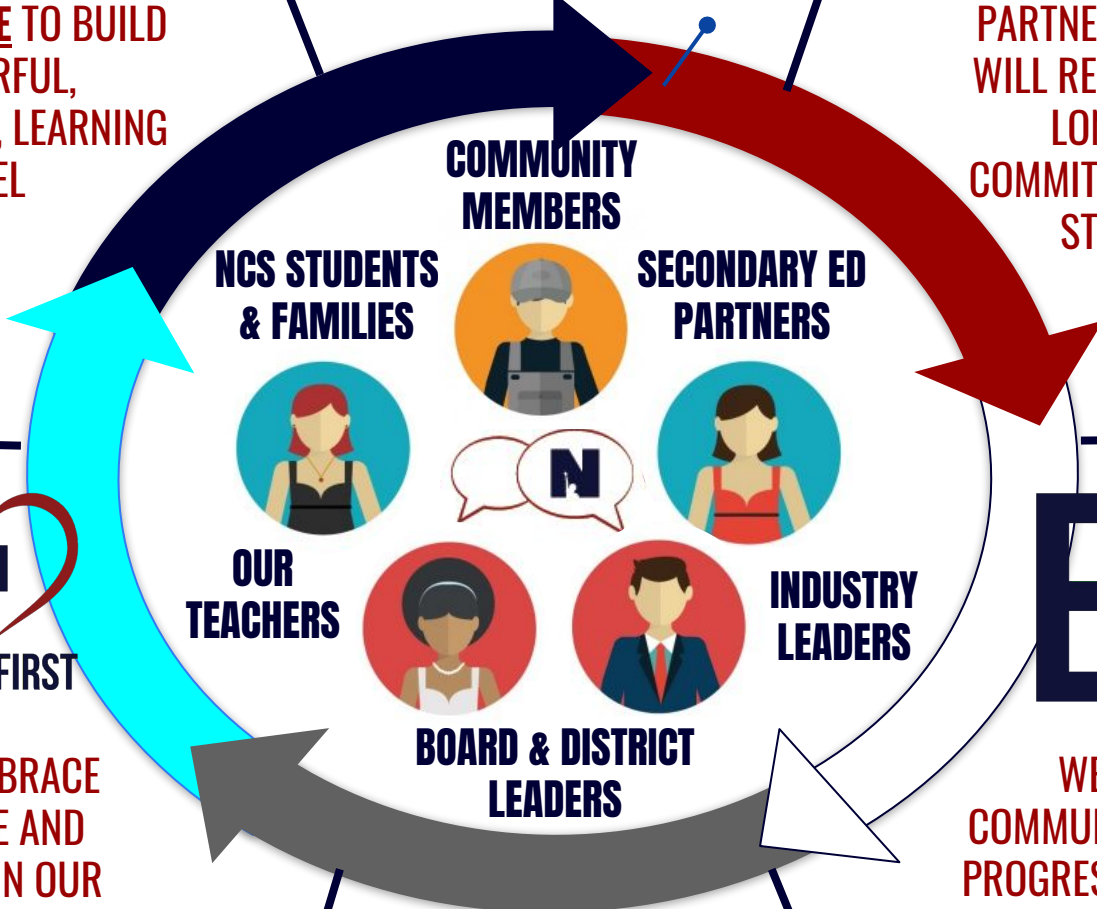 E TO BUILD
RFUL,
, LEARNING
EL
PARTNE
WILL RE
LO
COMMIT
ST
COMMUNITY
MEMBERS
NCS STUDENTS
& FAMILIES
SECONDARY ED
PARTNERS
N
OUR
TEACHERS
INDUSTRY
LEADERS
BOARD & DISTRICT
LEADERS
FIRST
E
BRACE
E AND
N OUR
WE
COMMU
PROGRES